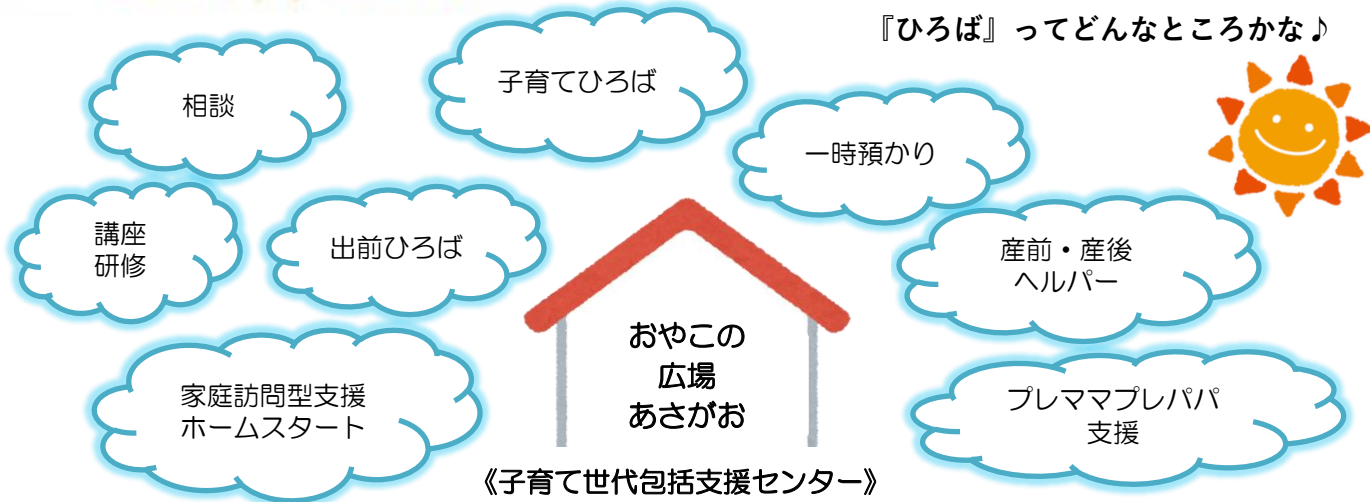 『ひろば』ってどんなところかな♪
相談
子育てひろば
一時預かり
講座
研修
出前ひろば
産前・産後
ヘルパー
家庭訪問型支援
ホームスタート
おやこの
広場
あさがお
プレママプレパパ
支援
《子育て世代包括支援センター》